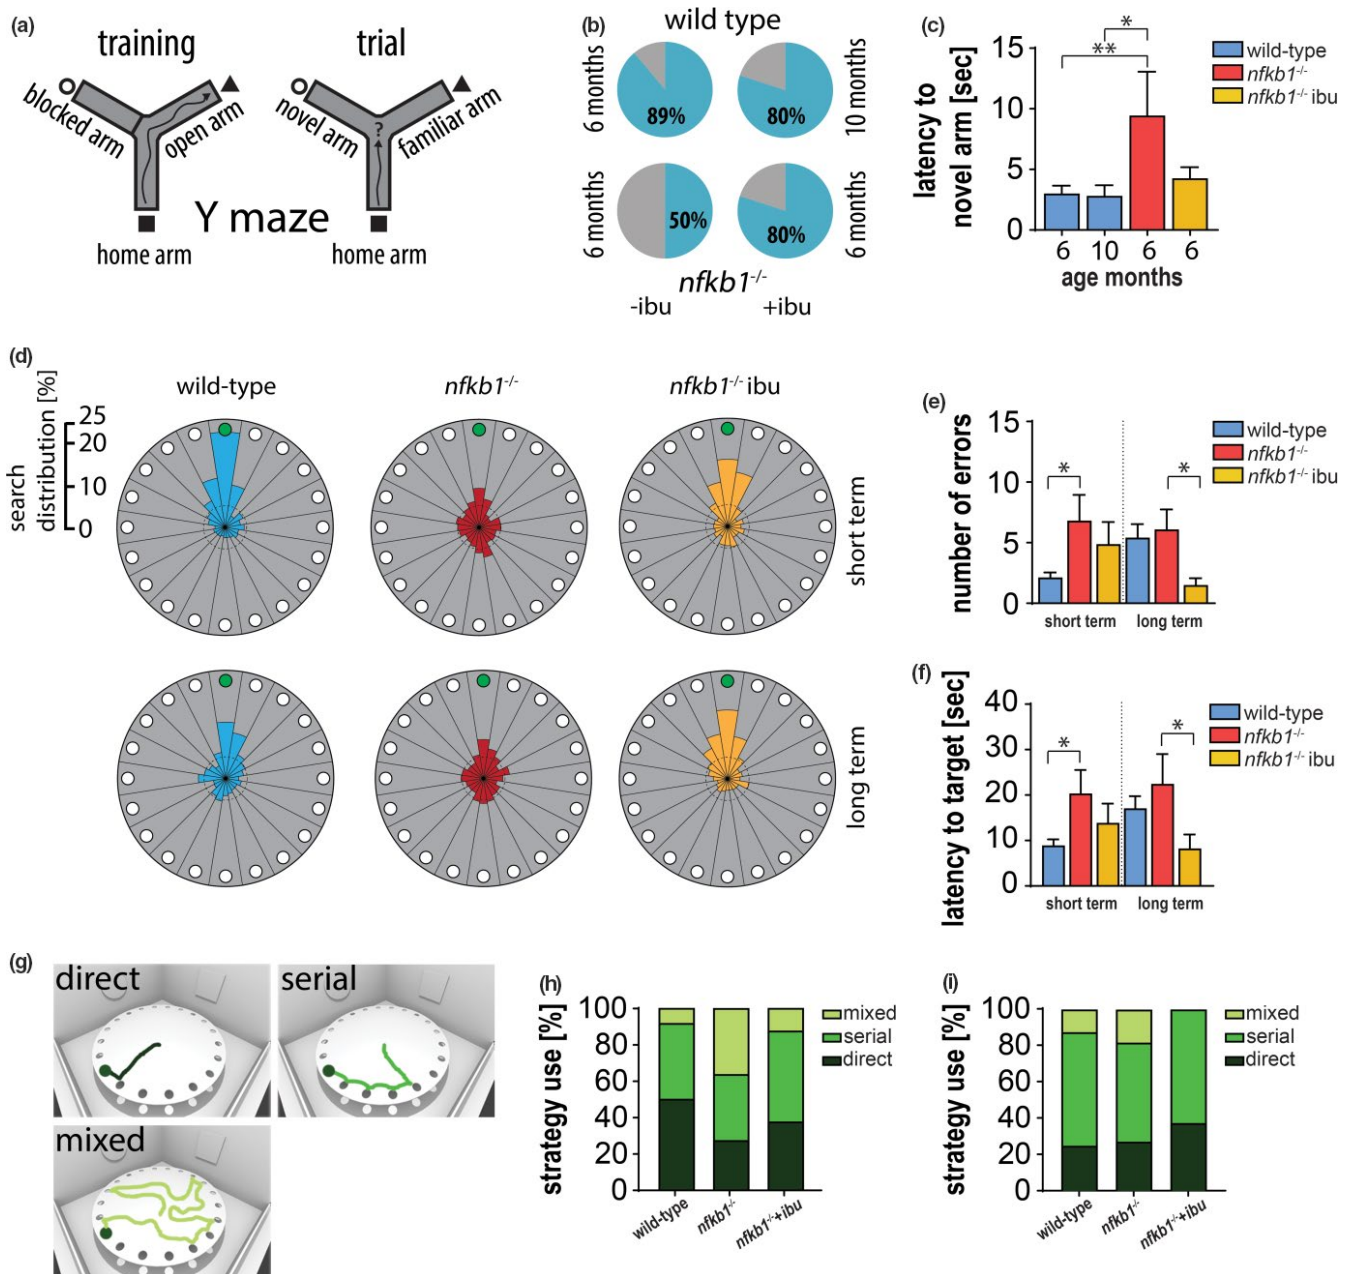 (a)
training
trial
blocked arm
open arm
novel arm
familiar arm
?
Y maze
home arm
home arm
(b)
wild type
6 months
89%
80%
10 months
6 months
50%
80%
6 months
nfkb1-/-
-ibu
+ibu
(c)
latency to
novel arm [sec]
15
10
5
0
**
*
6
10
6
6
age months
wild-type
nfkb1-/-
nfkb1-/- ibu
(d)
wild-type
nfkb1-/-
nfkb1-/- ibu
search
distribution [%]
25
20
10
0
short term
long term
(e)
number of errors
15
10
5
0
*
*
short term
long term
wild-type
nfkb1-/-
nfkb1-/- ibu
(f)
latency to target [sec]
40
30
20
10
0
*
*
short term
long term
wild-type
nfkb1-/-
nfkb1-/- ibu
(g)
direct
serial
mixed
(h)
strategy use [%]
100
80
60
40
20
0
wild-type
nfkb1-/-
nfkb1-/-+ibu
mixed
serial
direct
(i)
strategy use [%]
100
80
60
40
20
0
wild-type
nfkb1-/-
nfkb1-/-+ibu
mixed
serial
direct